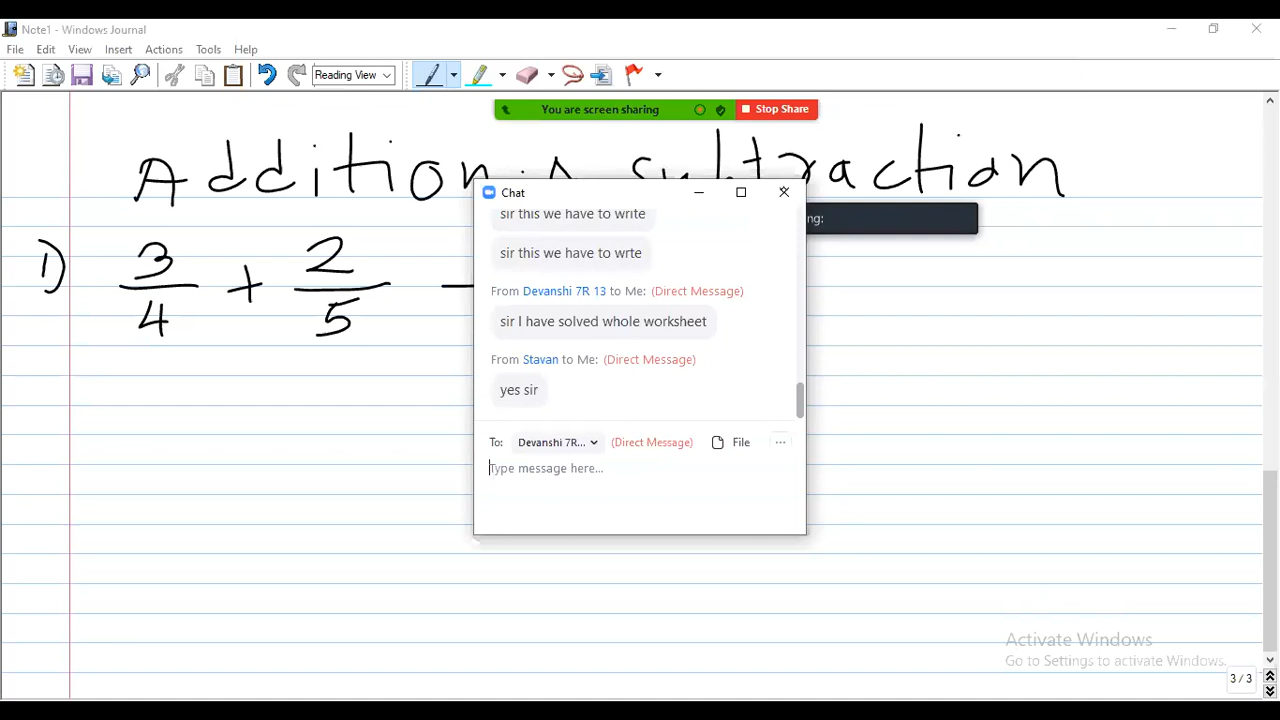 Note1 - Windows Journal
File Edit View Insert Actions Tools Help
Reading View
You are screen sharing Stop Share
Addition subtraction
Chat
sir this we have to write
ng:
sir this we have to wrte
1) 3/4 + 2/5 -
From Devanshi 7R 13 to Me: (Direct Message)
sir I have solved whole worksheet
From Stavan to Me: (Direct Message)
yes sir
To: Devanshi 7R... (Direct Message) File ...
Type message here...
Activate Windows
Go to Settings to activate Windows.
3 / 3